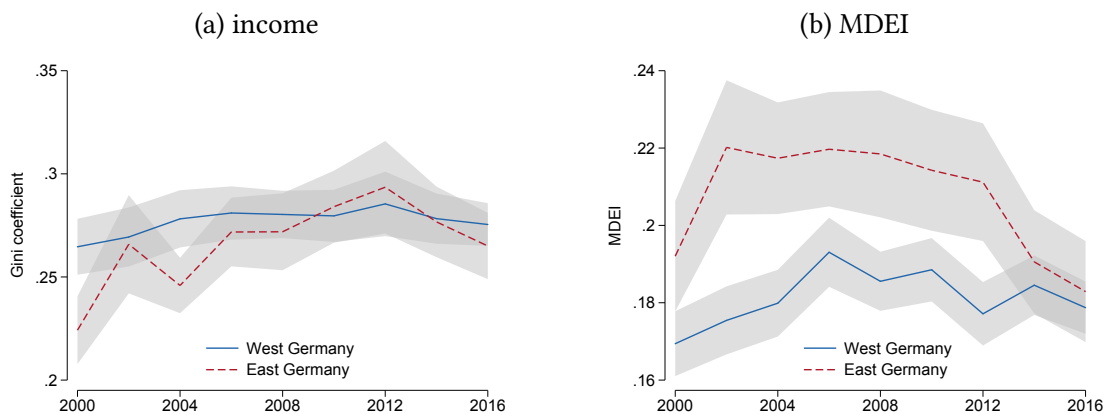 (a) income
Gini coefficient
.35
.3
.25
.2
West Germany
East Germany
2000 2004 2008 2012 2016
(b) MDEI
MDEI
.24
.22
.2
.18
.16
West Germany
East Germany
2000 2004 2008 2012 2016